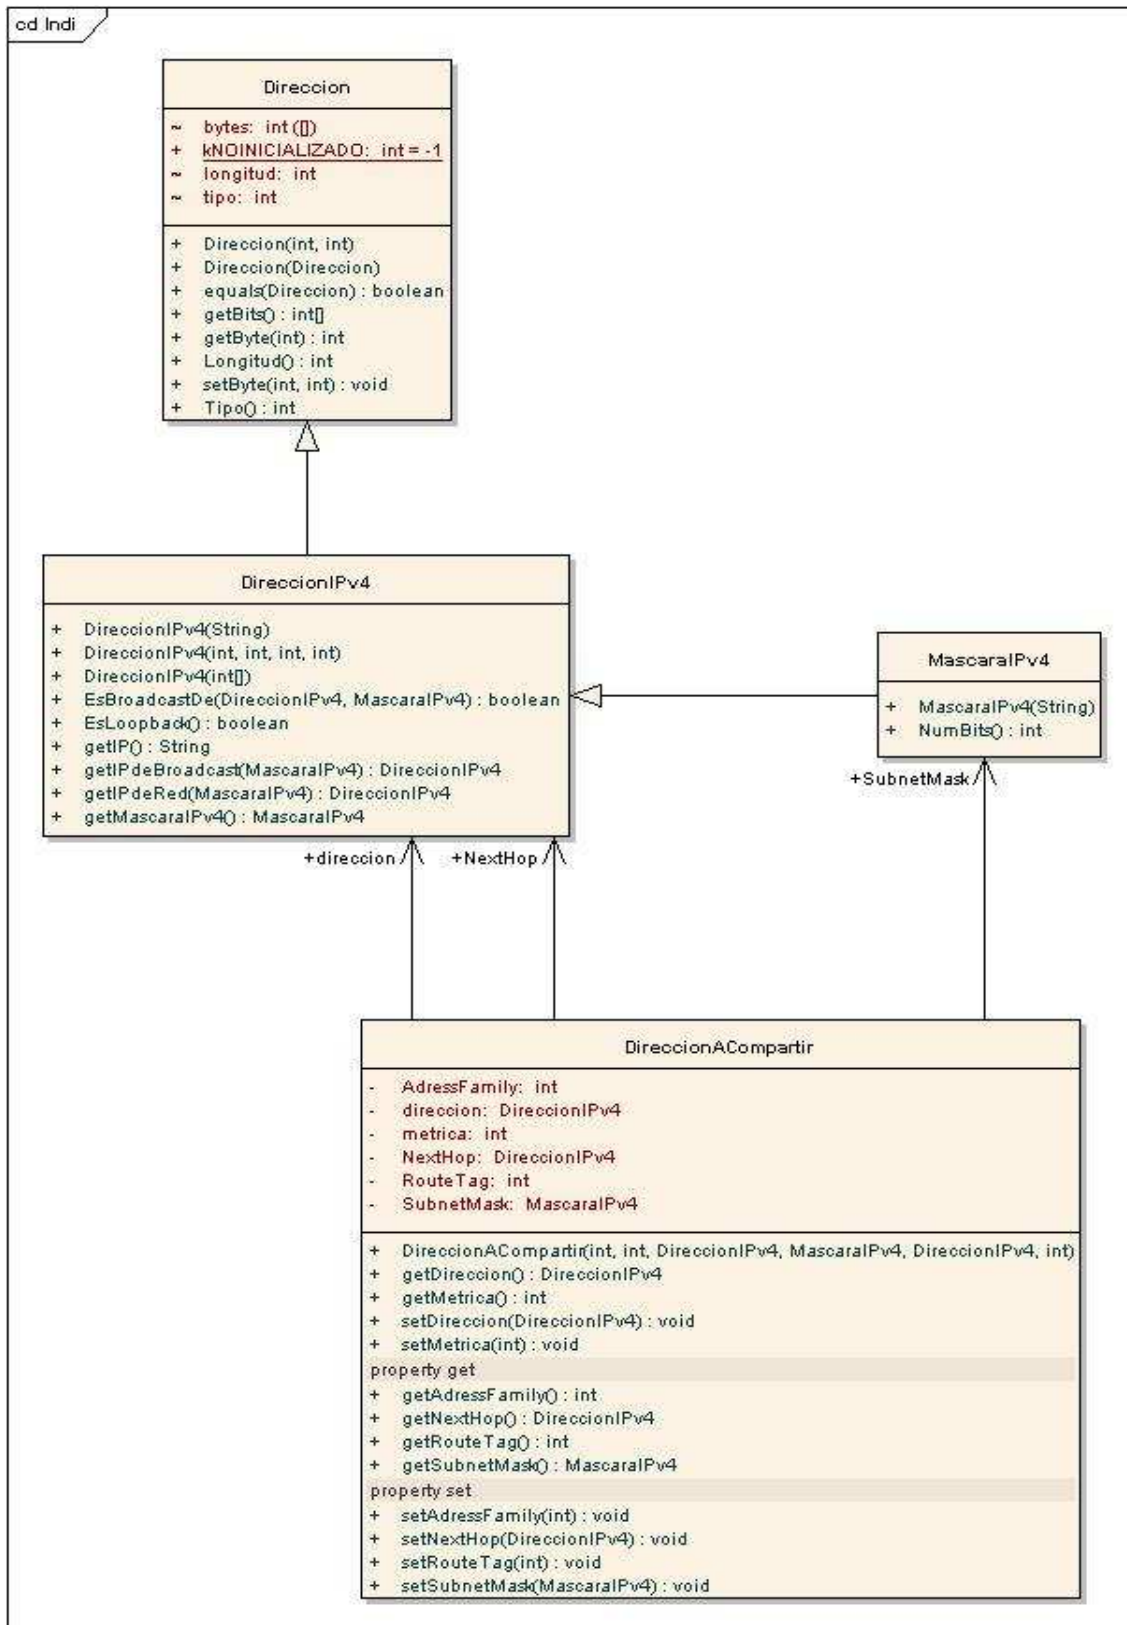 cd Indi
Direccion
~ bytes: int ([])
+ kNOINICIALIZADO: int = -1
~ longitud: int
~ tipo: int
+ Direccion(int, int)
+ Direccion(Direccion)
+ equals(Direccion) : boolean
+ getBits() : int[]
+ getByte(int) : int
+ Longitud() : int
+ setByte(int, int) : void
+ Tipo() : int
DireccionIPv4
+ DireccionIPv4(String)
+ DireccionIPv4(int, int, int, int)
+ DireccionIPv4(int[])
+ EsBroadcastDe(DireccionIPv4, MascaraIPv4) : boolean
+ EsLoopback() : boolean
+ getIP() : String
+ getIPdeBroadcast(MascaraIPv4) : DireccionIPv4
+ getIPdeRed(MascaraIPv4) : DireccionIPv4
+ getMascaraIPv4() : MascaraIPv4
MascaraIPv4
+ MascaraIPv4(String)
+ NumBits() : int
+SubnetMask
+direccion
+NextHop
DireccionACompartir
- AdressFamily: int
- direccion: DireccionIPv4
- metrica: int
- NextHop: DireccionIPv4
- RouteTag: int
- SubnetMask: MascaraIPv4
+ DireccionACompartir(int, int, DireccionIPv4, MascaraIPv4, DireccionIPv4, int)
+ getDireccion() : DireccionIPv4
+ getMetrica() : int
+ setDireccion(DireccionIPv4) : void
+ setMetrica(int) : void
property get
+ getAdressFamily() : int
+ getNextHop() : DireccionIPv4
+ getRouteTag() : int
+ getSubnetMask() : MascaraIPv4
property set
+ setAdressFamily(int) : void
+ setNextHop(DireccionIPv4) : void
+ setRouteTag(int) : void
+ setSubnetMask(MascaraIPv4) : void